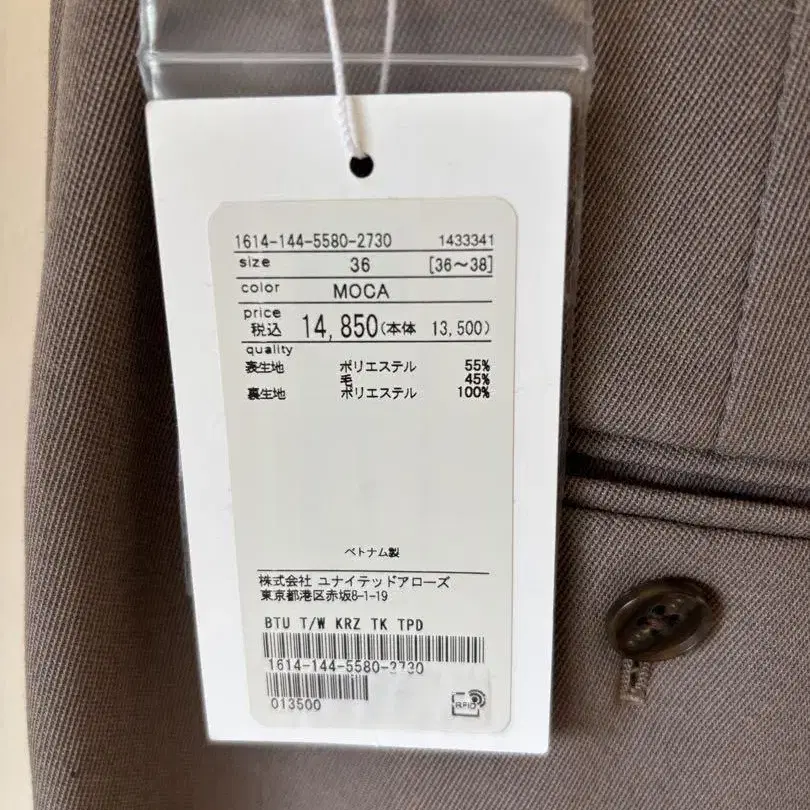 1614-144-5580-2730 1433341
size 36 [36～38]
color MOCA
price
税込 14,850(本体 13,500)
quality
表生地 ポリエステル 55%
毛 45%
裏生地 ポリエステル 100%
ベトナム製
株式会社 ユナイテッドアローズ
東京都港区赤坂8-1-19
BTU T/W KRZ TK TPD
1614-144-5580-2730
013500
RFID